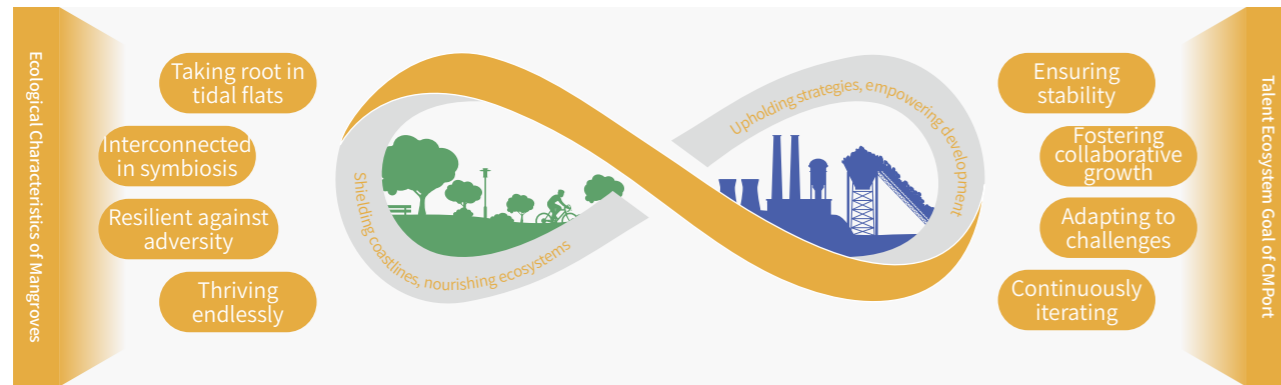 Ecological Characteristics of Mangroves
Taking root in
tidal flats
Interconnected
in symbiosis
Resilient against
adversity
Thriving
endlessly
Shielding coastlines, nourishing ecosystems
Upholding strategies, empowering development
Ensuring
stability
Fostering
collaborative
growth
Adapting to
challenges
Continuously
iterating
Talent Ecosystem Goal of CMPort